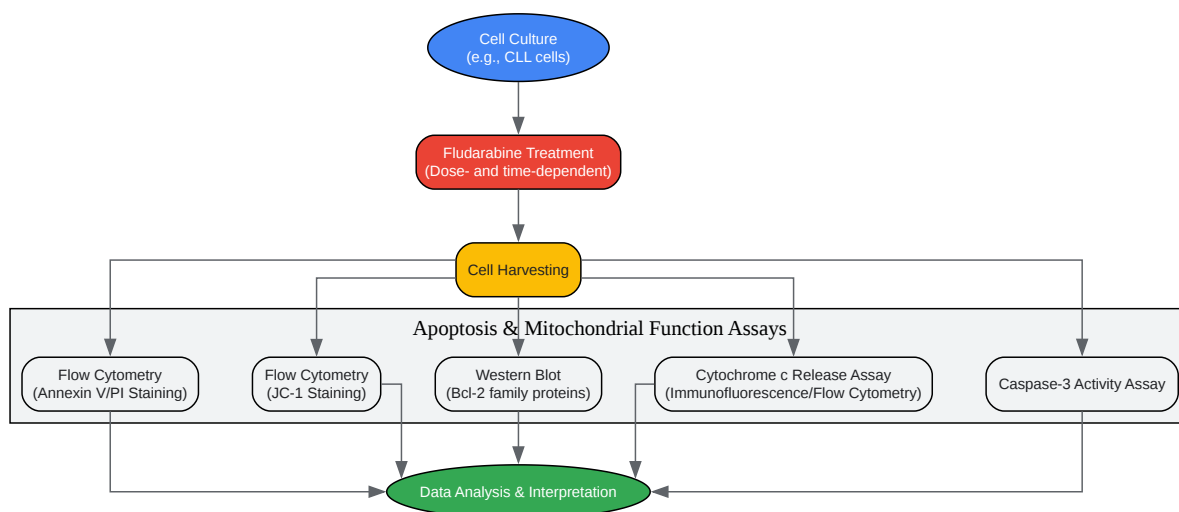 Cell Culture
(e.g., CLL cells)
Fludarabine Treatment
(Dose- and time-dependent)
Cell Harvesting
Apoptosis & Mitochondrial Function Assays
Flow Cytometry
(Annexin V/PI Staining)
Flow Cytometry
(JC-1 Staining)
Western Blot
(Bcl-2 family proteins)
Cytochrome c Release Assay
(Immunofluorescence/Flow Cytometry)
Caspase-3 Activity Assay
Data Analysis & Interpretation